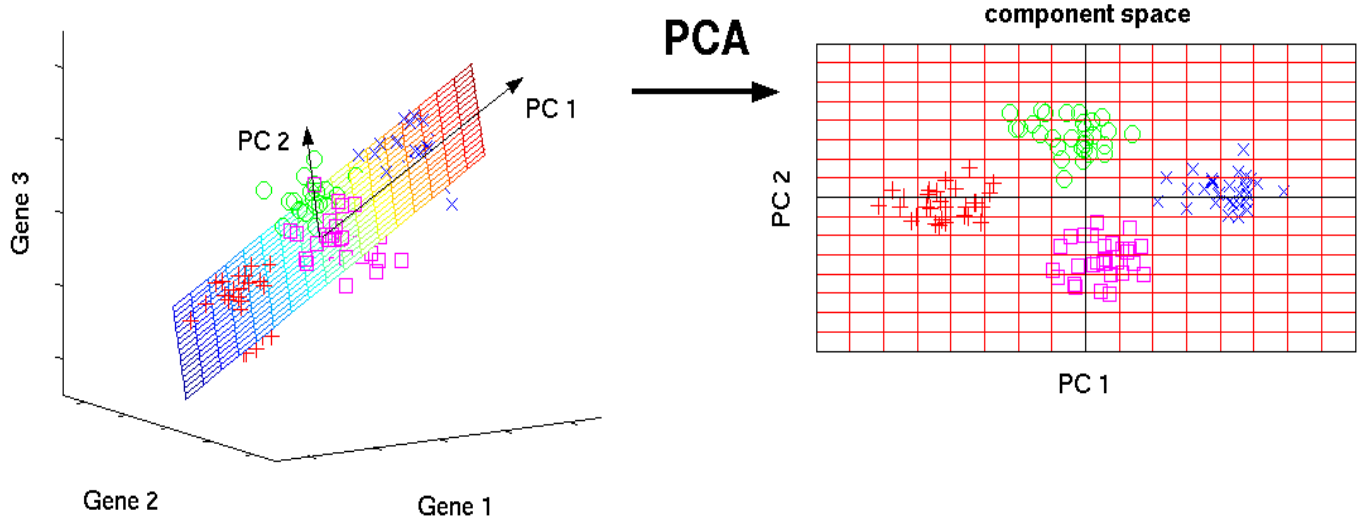 PCA
component space
PC 1
PC 2
Gene 3
Gene 2
Gene 1
PC 2
PC 1